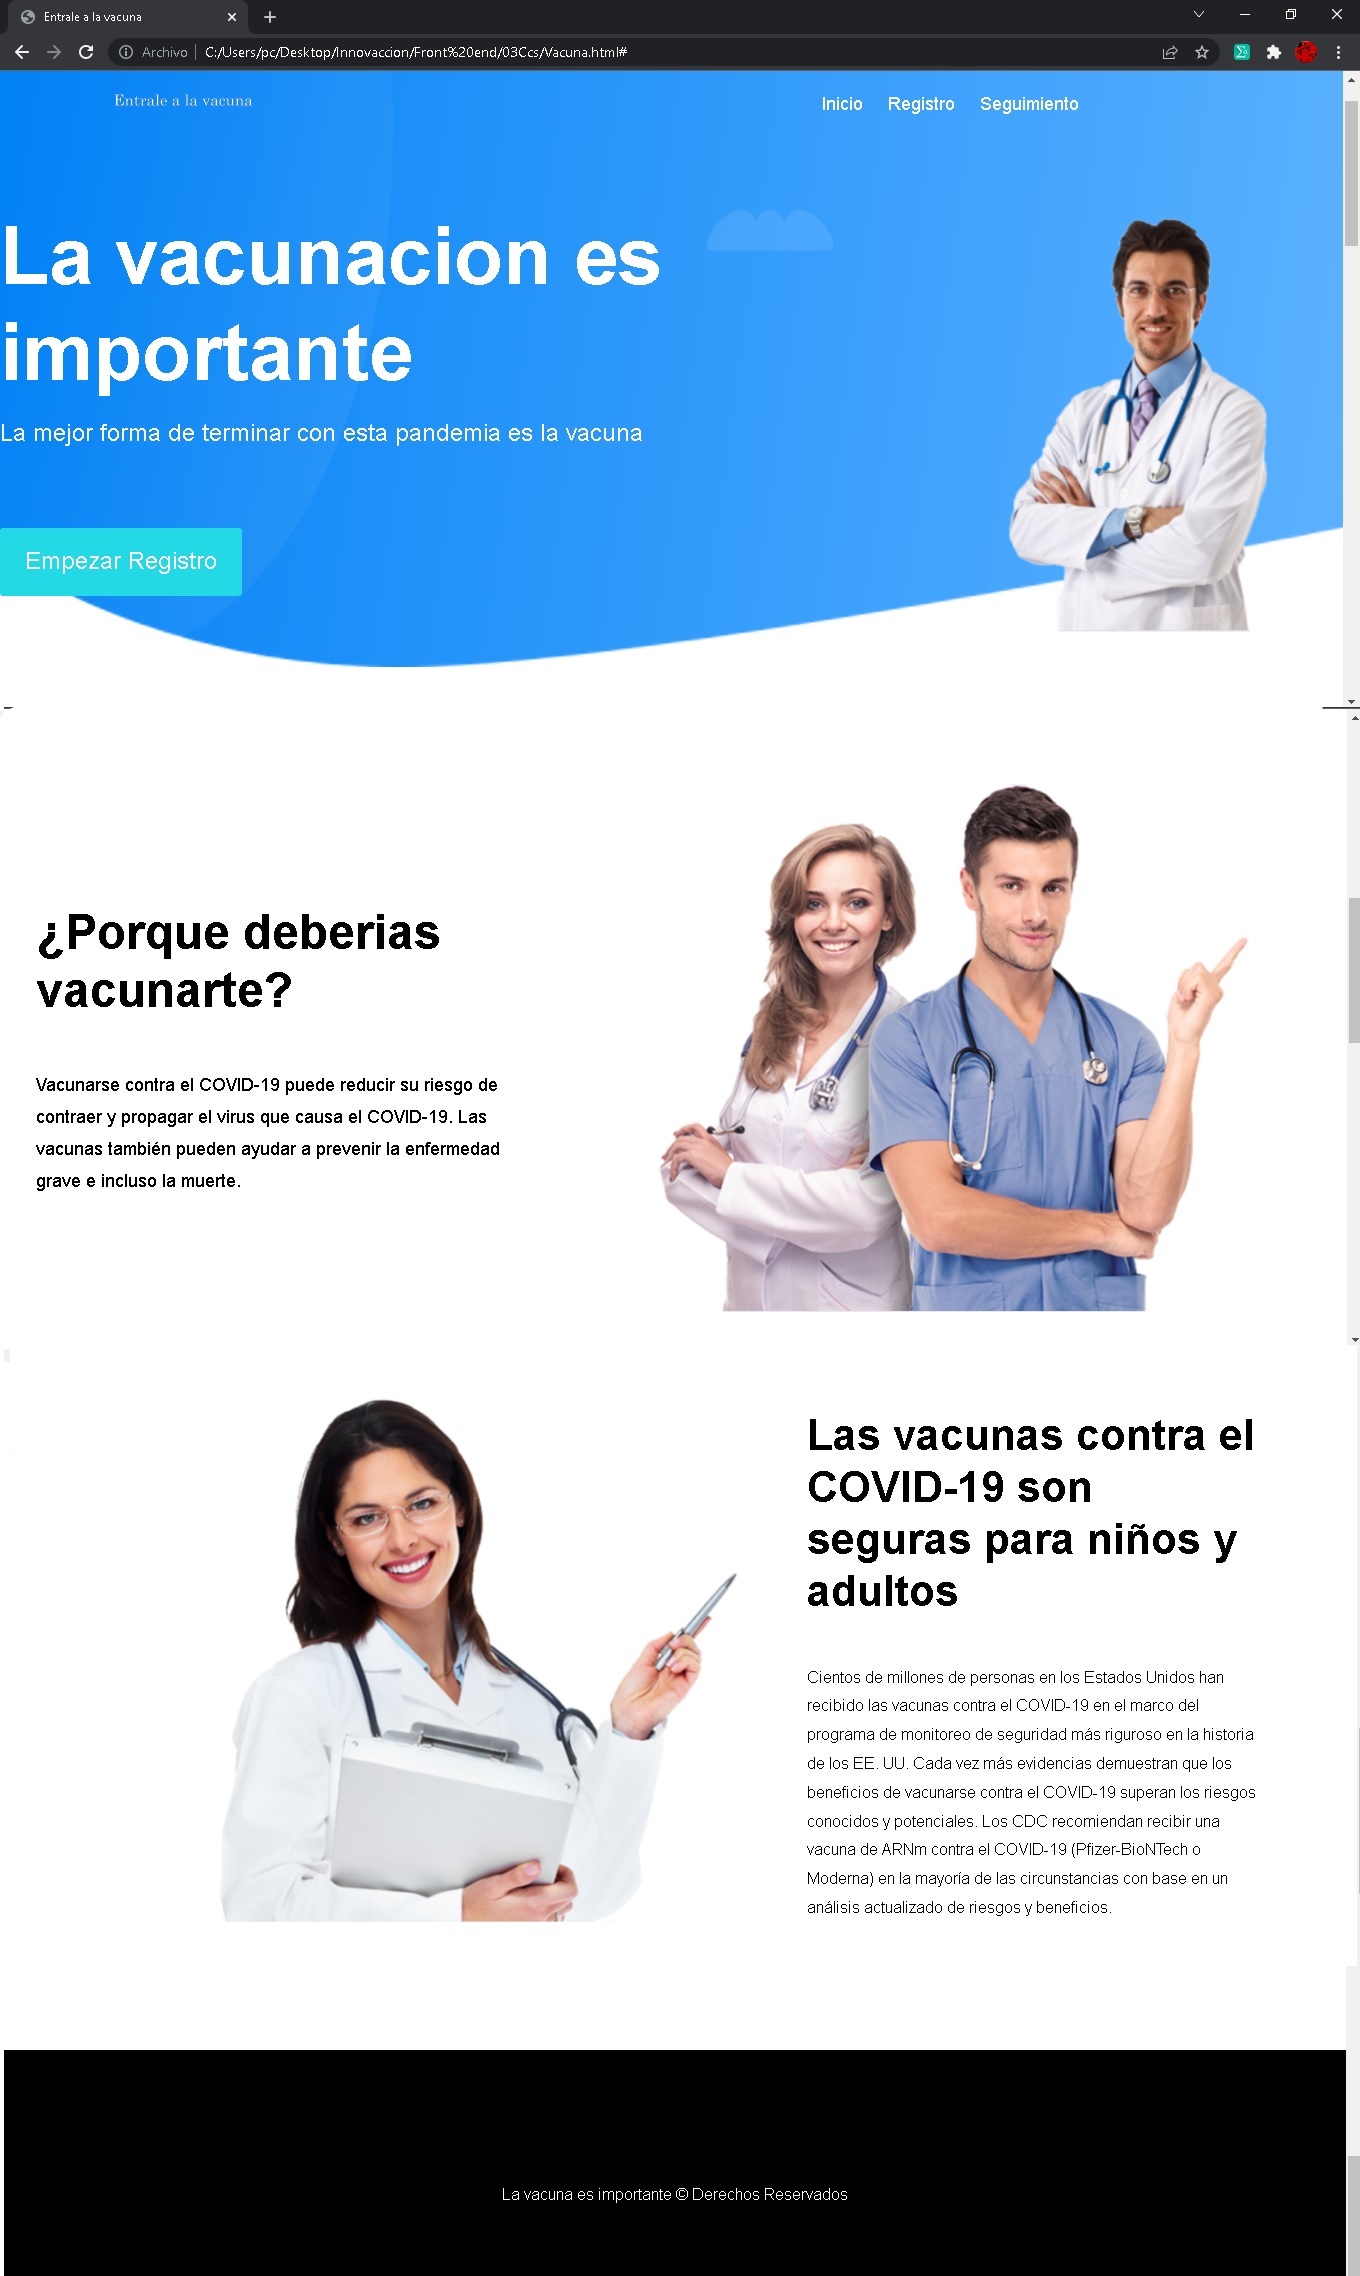 Entrale a la vacuna
Archivo | C:/Users/pc/Desktop/Innovaccion/Front%20end/03Ccs/Vacuna.html#
Entrale a la vacuna
Inicio Registro Seguimiento
La vacunacion es
importante
La mejor forma de terminar con esta pandemia es la vacuna
Empezar Registro
¿Porque deberias
vacunarte?
Vacunarse contra el COVID-19 puede reducir su riesgo de
contraer y propagar el virus que causa el COVID-19. Las
vacunas también pueden ayudar a prevenir la enfermedad
grave e incluso la muerte.
Las vacunas contra el
COVID-19 son
seguras para niños y
adultos
Cientos de millones de personas en los Estados Unidos han
recibido las vacunas contra el COVID-19 en el marco del
programa de monitoreo de seguridad más riguroso en la historia
de los EE. UU. Cada vez más evidencias demuestran que los
beneficios de vacunarse contra el COVID-19 superan los riesgos
conocidos y potenciales. Los CDC recomiendan recibir una
vacuna de ARNm contra el COVID-19 (Pfizer-BioNTech o
Moderna) en la mayoría de las circunstancias con base en un
análisis actualizado de riesgos y beneficios.
La vacuna es importante © Derechos Reservados